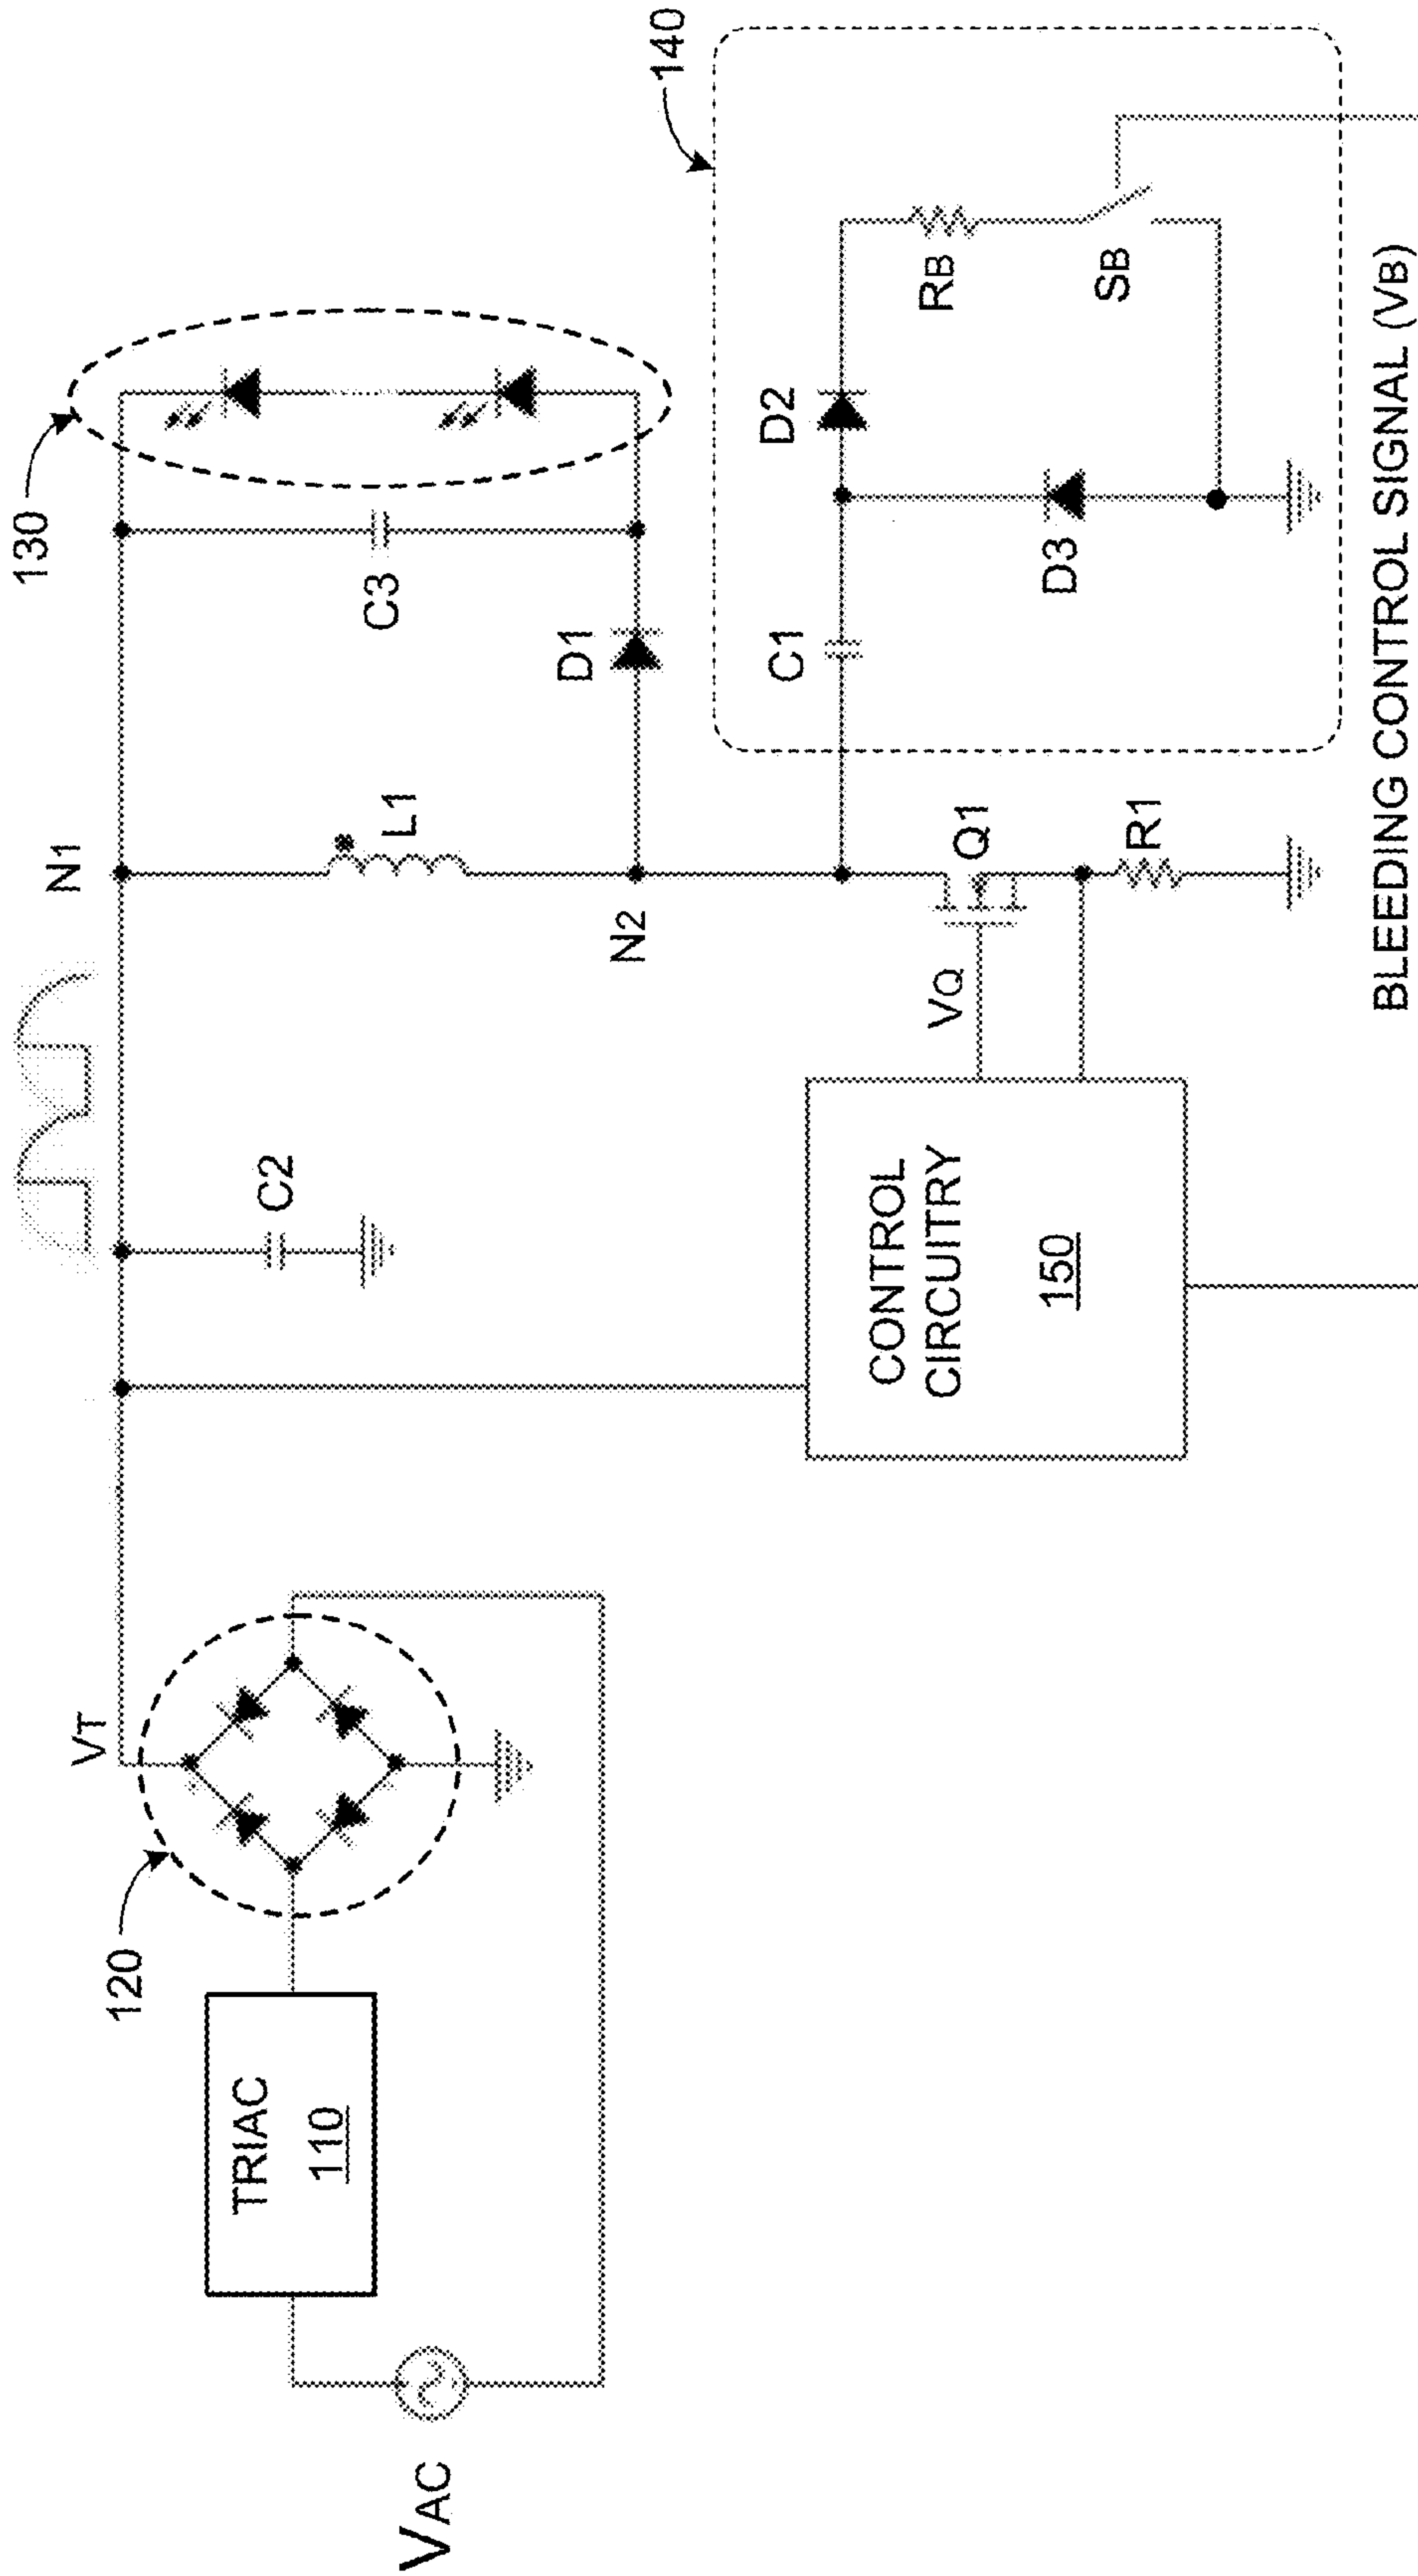 VAC
TRIAC
110
120
VT
C2
N1
L1
N2
D1
C3
130
CONTROL
CIRCUITRY
150
VQ
Q1
R1
C1
D2
D3
RB
SB
140
BLEEDING CONTROL SIGNAL (VB)